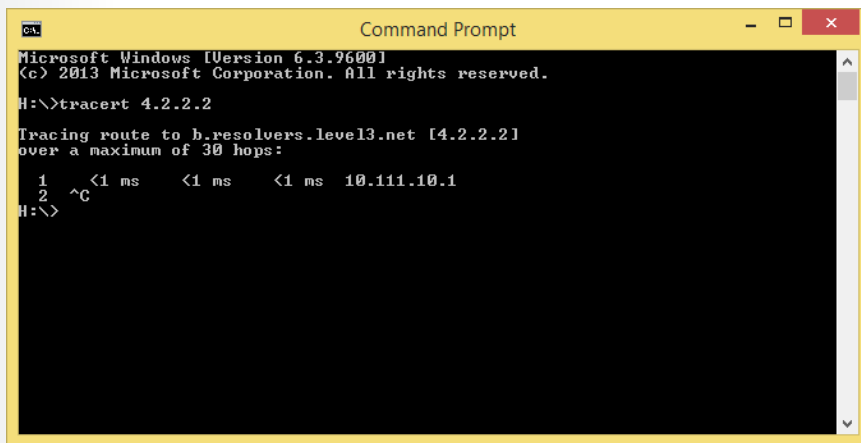 C:\.
Command Prompt
Microsoft Windows [Version 6.3.9600]
(c) 2013 Microsoft Corporation. All rights reserved.
H:\>tracert 4.2.2.2
Tracing route to b.resolvers.level3.net [4.2.2.2]
over a maximum of 30 hops:
1 <1 ms <1 ms <1 ms 10.111.10.1
2 ^C
H:\>